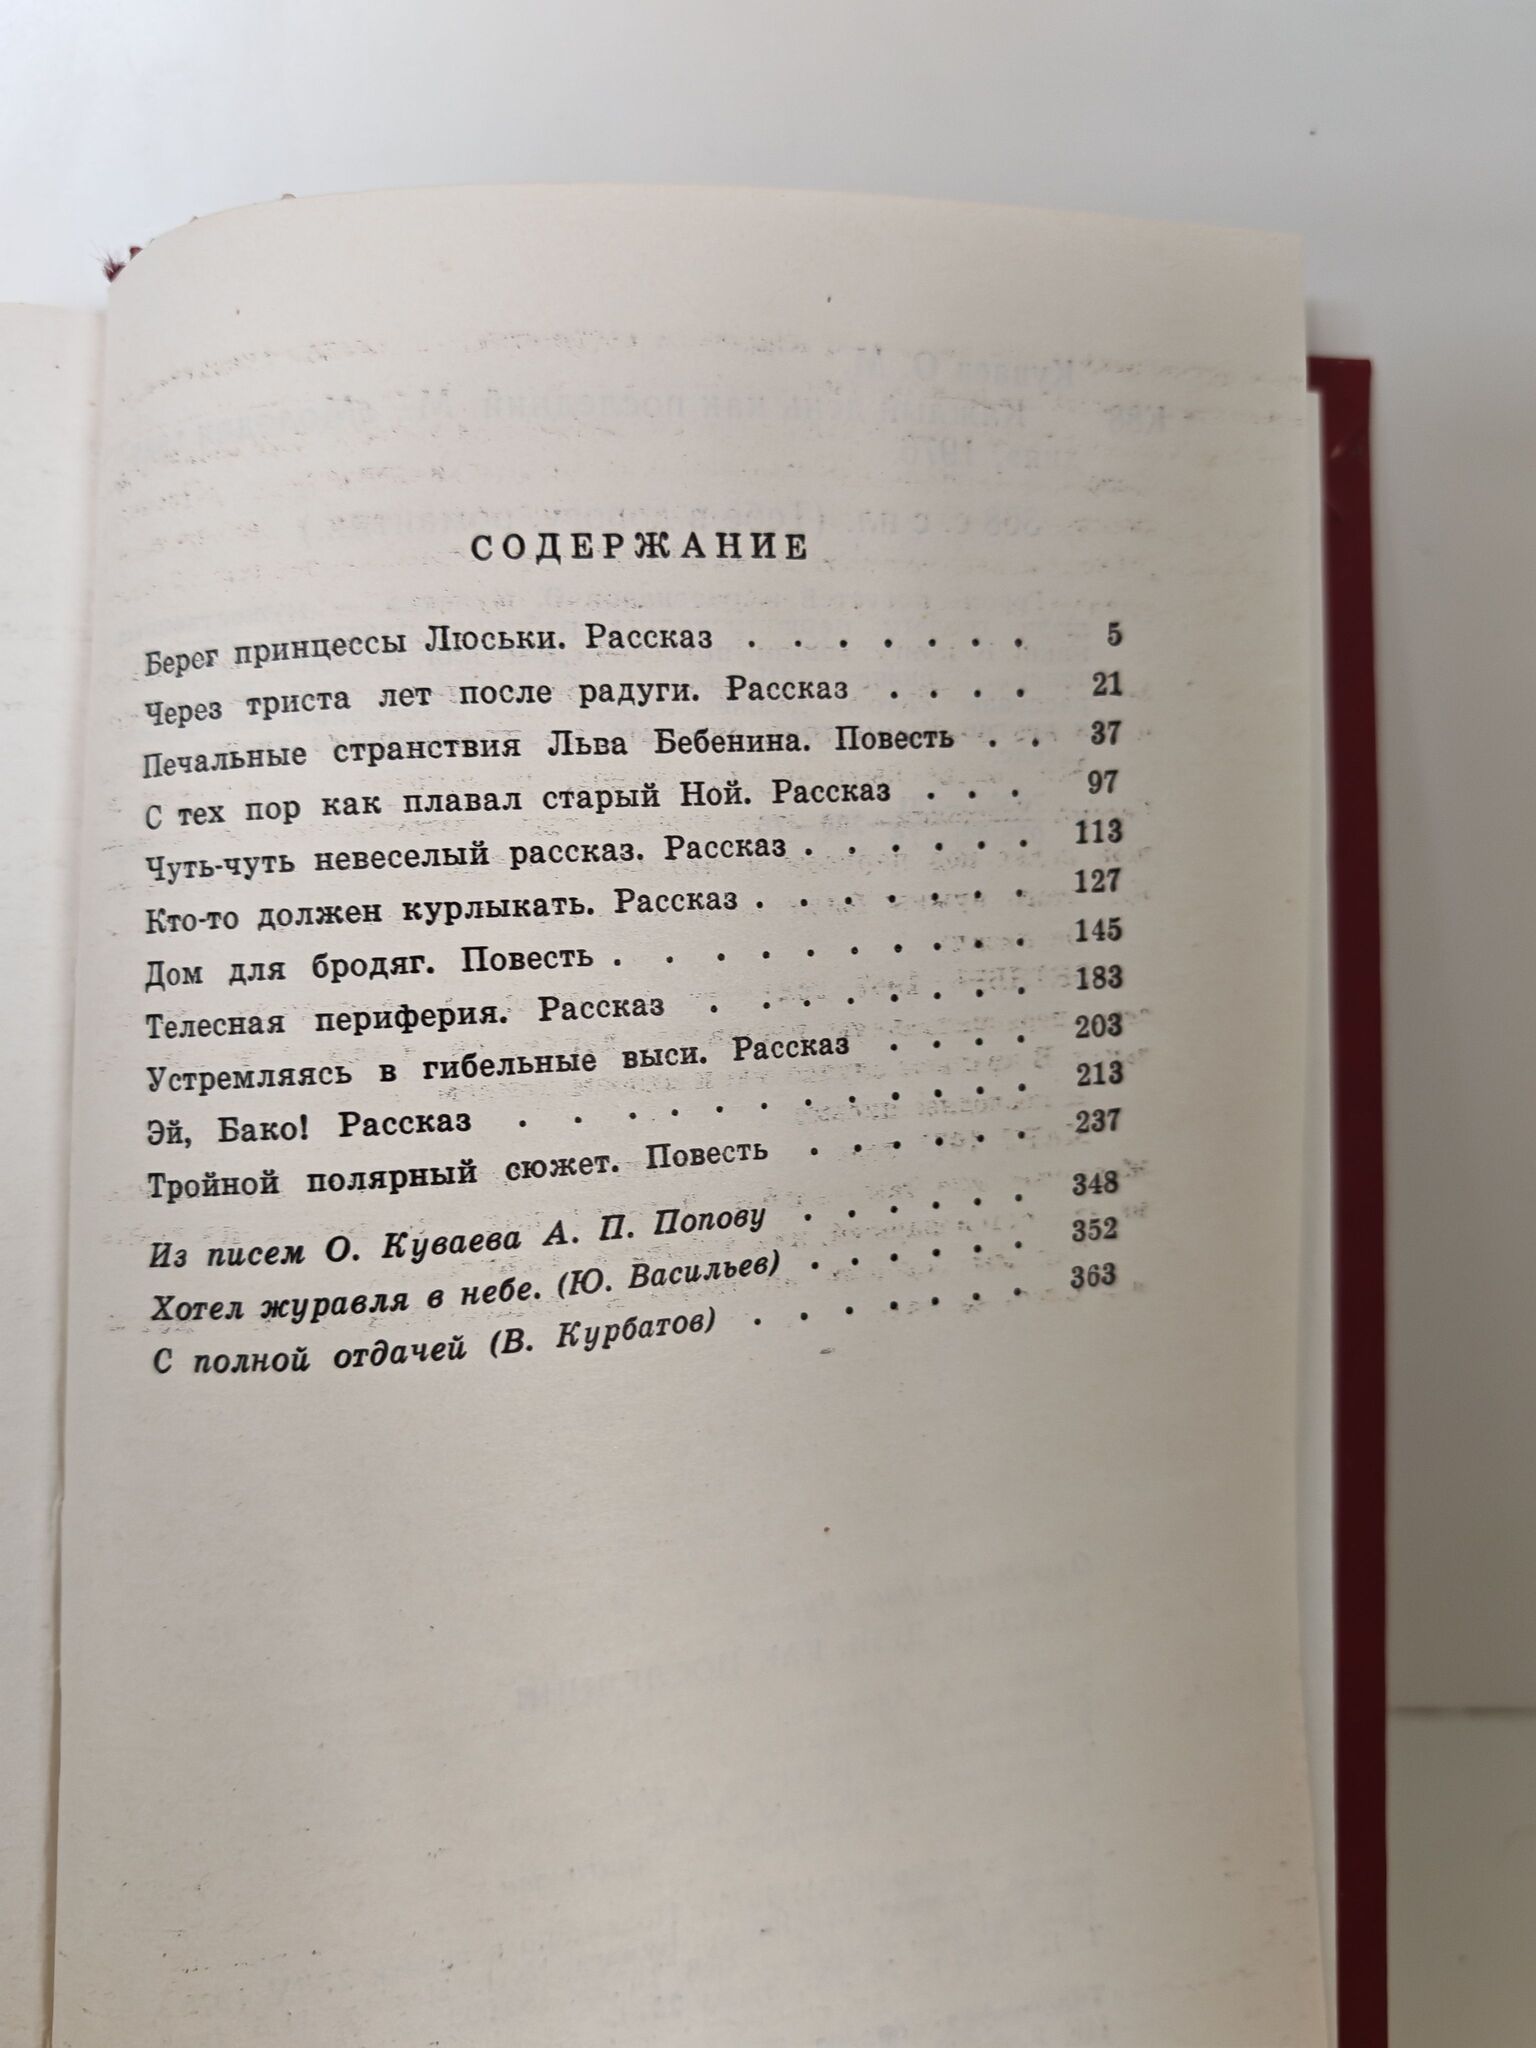 СОДЕРЖАНИЕ
Берег принцессы Люськи. Рассказ . . . . . . . 5
Через триста лет после радуги. Рассказ . . . . 21
Печальные странствия Льва Бебенина. Повесть . . 37
С тех пор как плавал старый Ной. Рассказ . . . 97
Чуть-чуть невеселый рассказ. Рассказ . . . . . . 113
Кто-то должен курлыкать. Рассказ . . . . . . . 127
Дом для бродяг. Повесть . . . . . . . . . . 145
Телесная периферия. Рассказ . . . . . . . . 183
Устремляясь в гибельные выси. Рассказ . . . . 203
Эй, Бако! Рассказ . . . . . . . . . . . . 213
Тройной полярный сюжет. Повесть . . . . . . 237
Из писем О. Куваева А. П. Попову . . . . . . 348
Хотел журавля в небе. (Ю. Васильев) . . . . . . 352
С полной отдачей (В. Курбатов) . . . . . . . 363